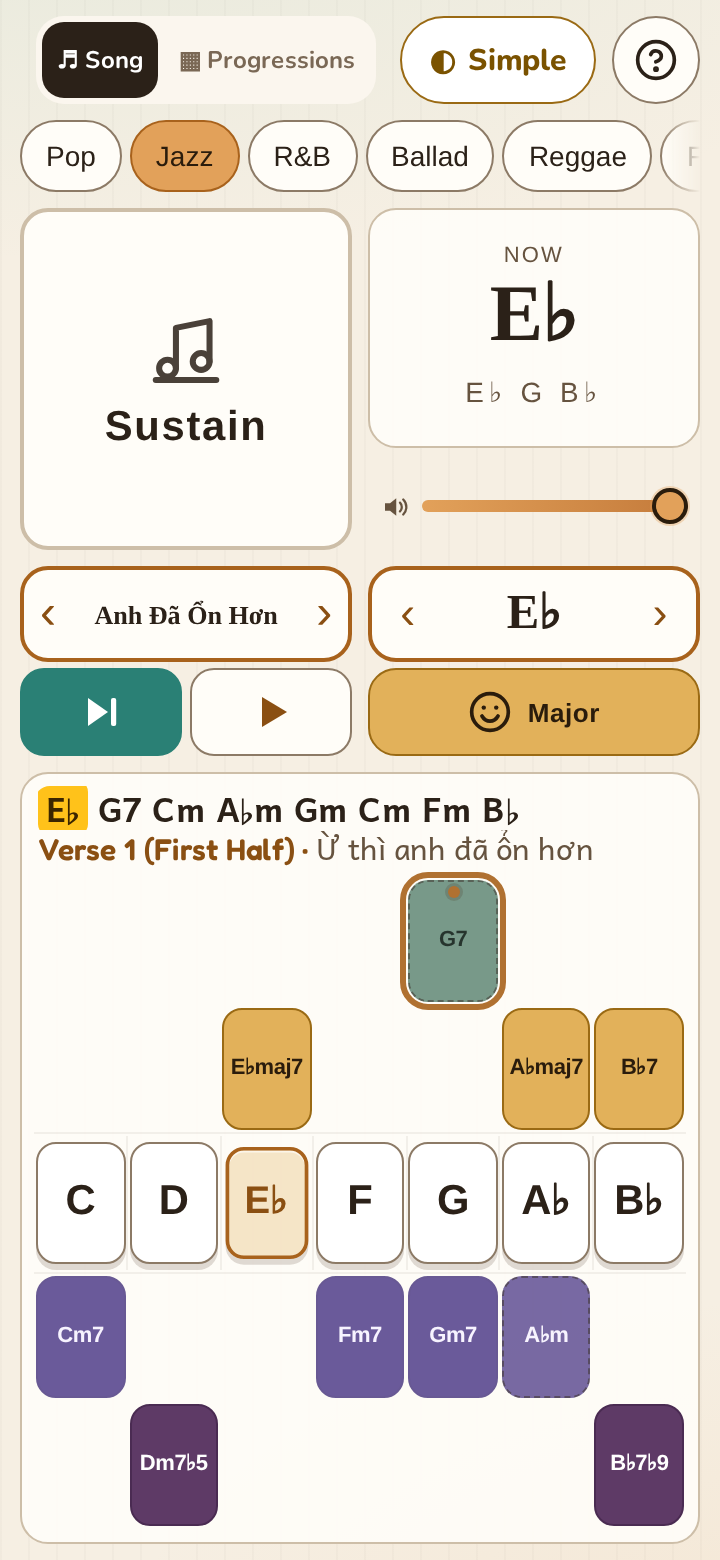 Song
Progressions
Simple
Pop
Jazz
R&B
Ballad
Reggae
Sustain
NOW
E♭
E♭ G B♭
Anh Đã Ổn Hơn
E♭
Major
E♭ G7 Cm A♭m Gm Cm Fm B♭
Verse 1 (First Half) · Ừ thì anh đã ổn hơn
G7
E♭maj7
A♭maj7
B♭7
C
D
E♭
F
G
A♭
B♭
Cm7
Fm7
Gm7
A♭m
Dm7♭5
B♭7♭9